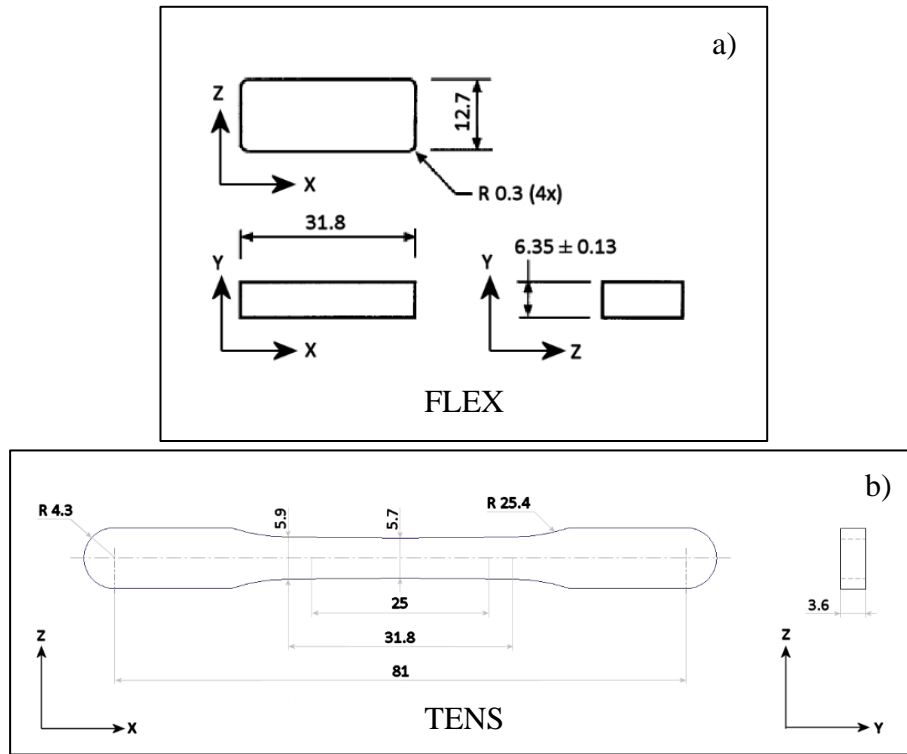 a)
Z
X
12.7
R 0.3 (4x)
31.8
Y
X
6.35 ± 0.13
Y
Z
FLEX
b)
R 4.3
5.9
5.7
R 25.4
25
31.8
81
3.6
Z
X
Z
Y
TENS